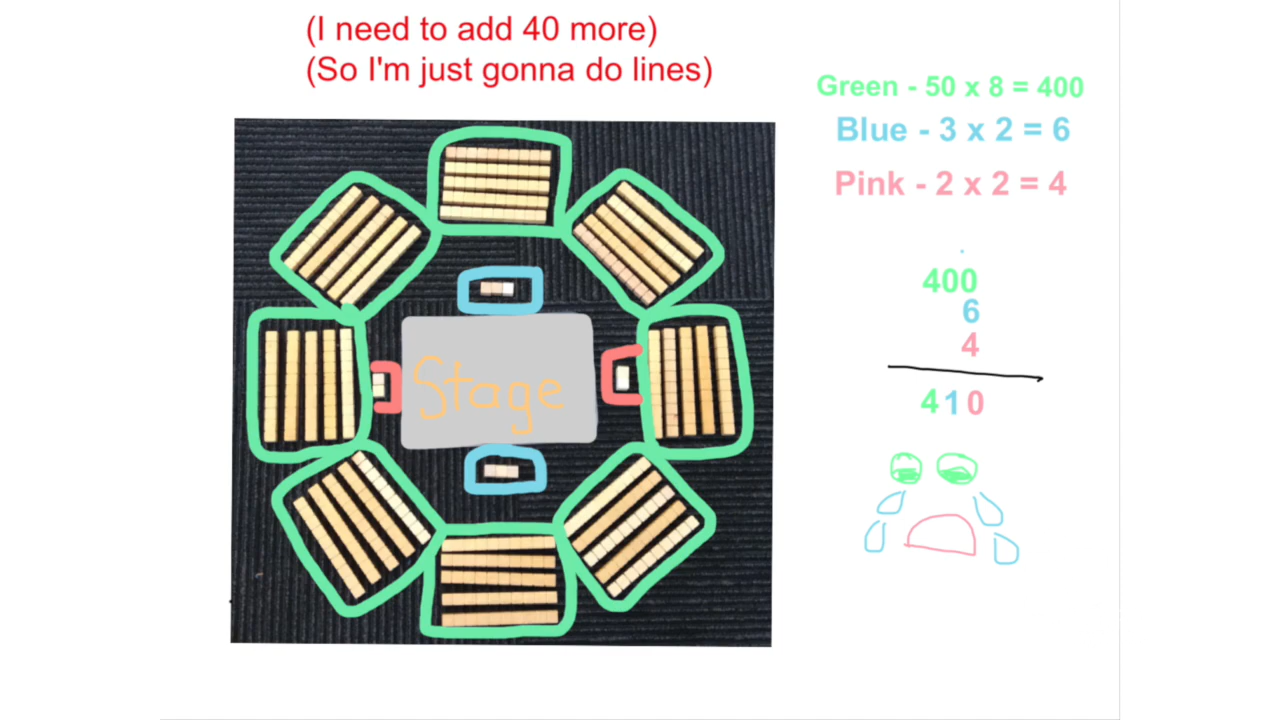 (I need to add 40 more)
(So I'm just gonna do lines)
Green - 50 x 8 = 400
Blue - 3 x 2 = 6
Pink - 2 x 2 = 4
400
6
4
410
Stage